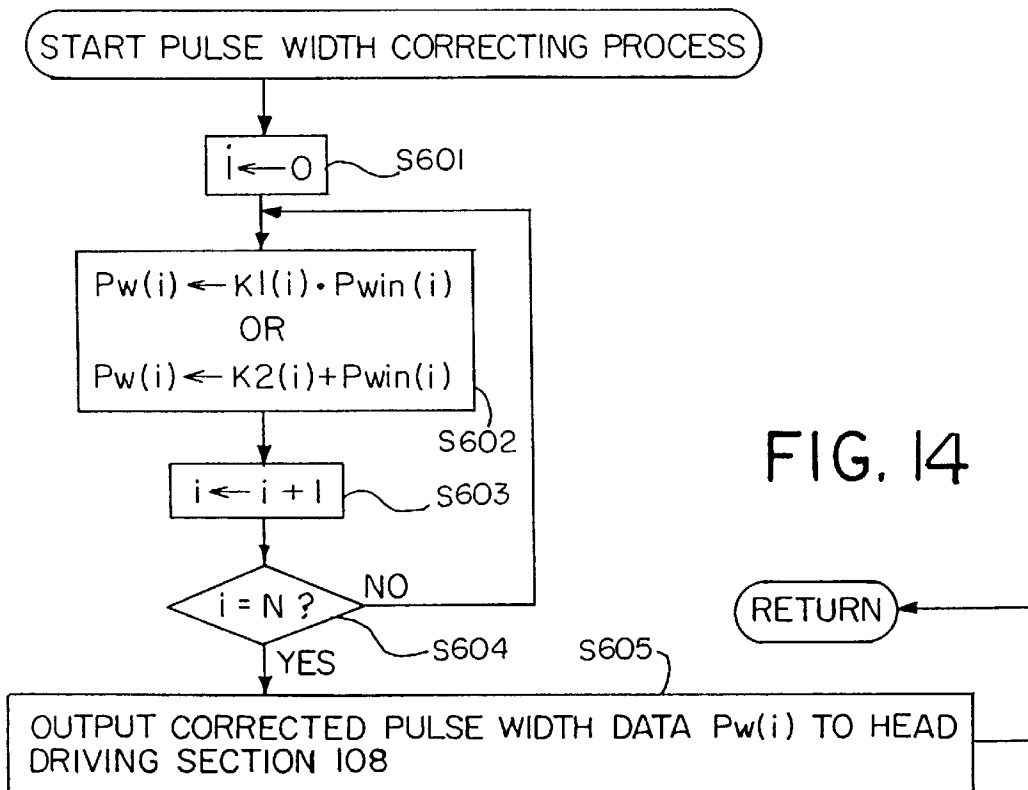 START PULSE WIDTH CORRECTING PROCESS
i←0
S601
Pw(i)←K1(i)•Pwin(i)
OR
Pw(i)←K2(i)+Pwin(i)
S602
i←i+1
S603
FIG. 14
i=N?
NO
S604
YES
RETURN
S605
OUTPUT CORRECTED PULSE WIDTH DATA Pw(i) TO HEAD
DRIVING SECTION 108